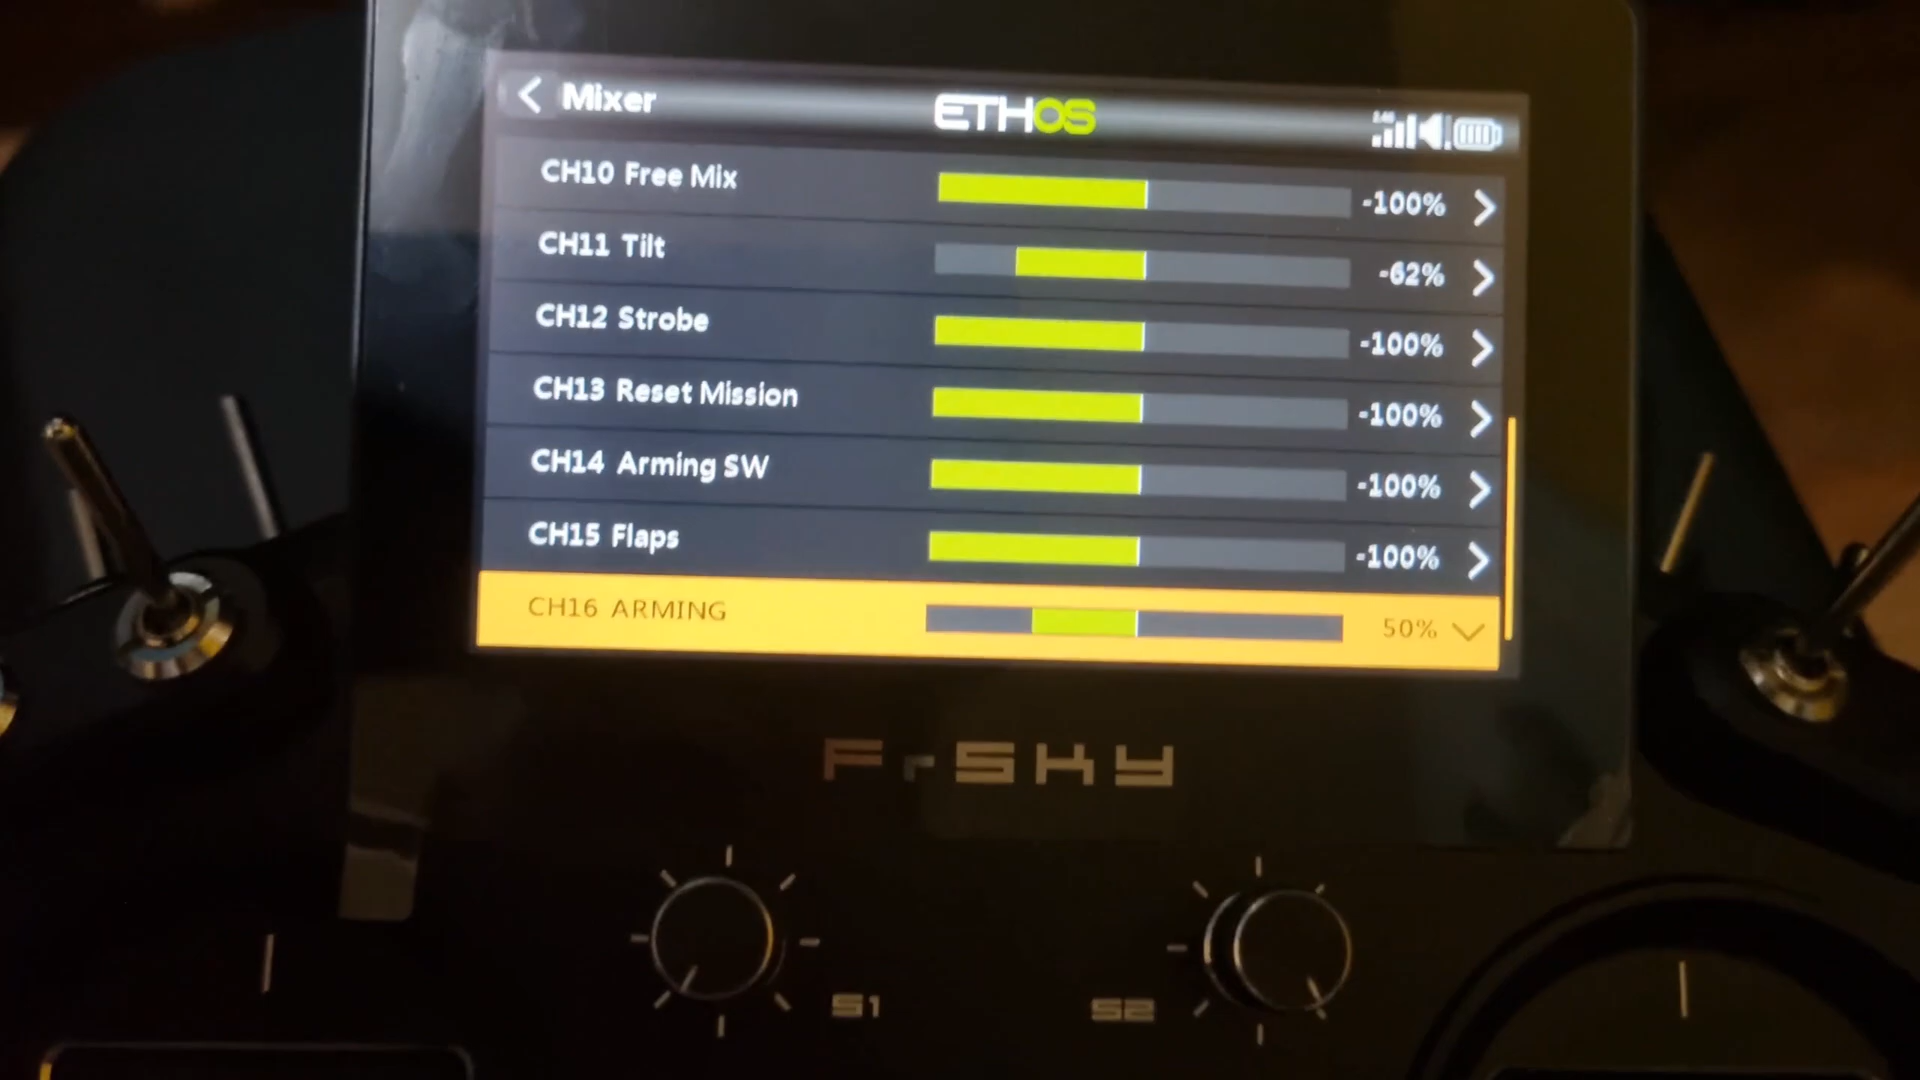 Mixer
ETHOS
CH10 Free Mix -100%
CH11 Tilt -62%
CH12 Strobe -100%
CH13 Reset Mission -100%
CH14 Arming SW -100%
CH15 Flaps -100%
CH16 ARMING 50%
FrSKY
S1
S2